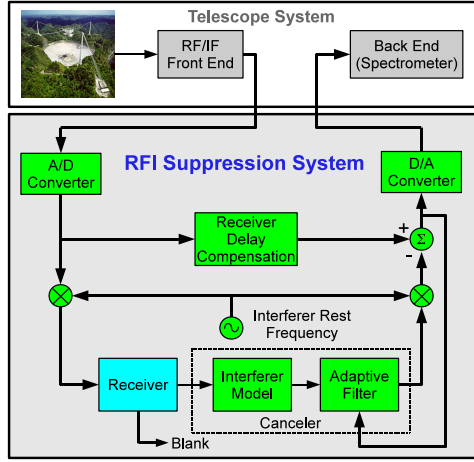 Telescope System
RF/IF
Front End
Back End
(Spectrometer)
RFI Suppression System
A/D
Converter
D/A
Converter
Receiver
Delay
Compensation
+
Σ
-
Interferer Rest
Frequency
Receiver
Interferer
Model
Adaptive
Filter
Canceler
Blank